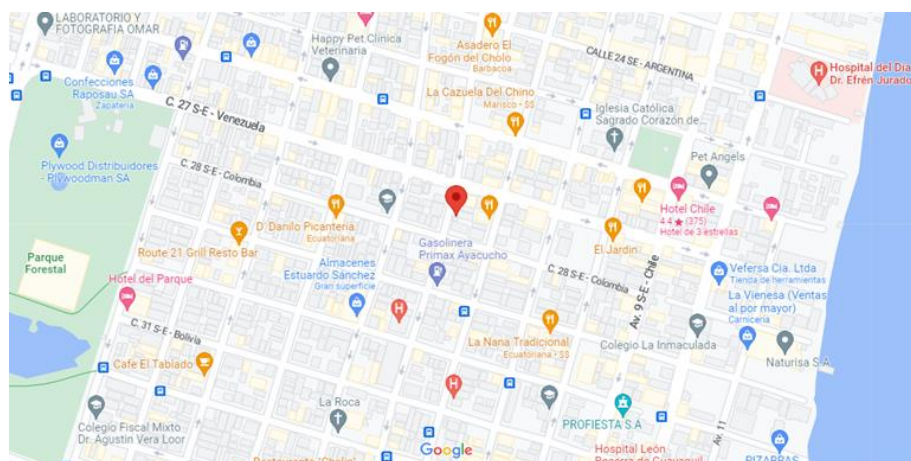 LABORATORIO Y
FOTOGRAFIA OMAR
Happy Pet Clínica
Veterinaria
Asadero El
Fogón del Cholo
Barbacoa
CALLE 24 SE - ARGENTINA
Hospital del Día
Dr. Efrén Jurado
Confecciones
Raposau SA
Zapatería
La Cazuela Del Chino
Marisco • $$
C. 27 S-E - Venezuela
Iglesia Católica
Sagrado Corazón de...
Plywood Distribuidores
- Plywoodman SA
C. 28 S-E - Colombia
Pet Angels
D' Danilo Picantería
Ecuatoriana
Hotel Chile
4.4 ★ (375)
Hotel de 3 estrellas
Route 21 Grill Resto Bar
Gasolinera
Primax Ayacucho
El Jardín
Parque
Forestal
Almacenes
Estuardo Sánchez
Gran superficie
C. 28 S-E - Colombia
Av. 9 S-E - Chile
Vefersa Cia. Ltda
Tienda de herramientas
Hotel del Parque
La Vienesa (Ventas
al por mayor)
Carnicería
C. 31 S-E - Bolivia
La Nana Tradicional
Ecuatoriana • $$
Colegio La Inmaculada
Naturisa S.A
Cafe El Tablado
La Roca
PROFIESTA S.A
Colegio Fiscal Mixto
Dr. Agustin Vera Loor
Av. 11
Google
Hospital León